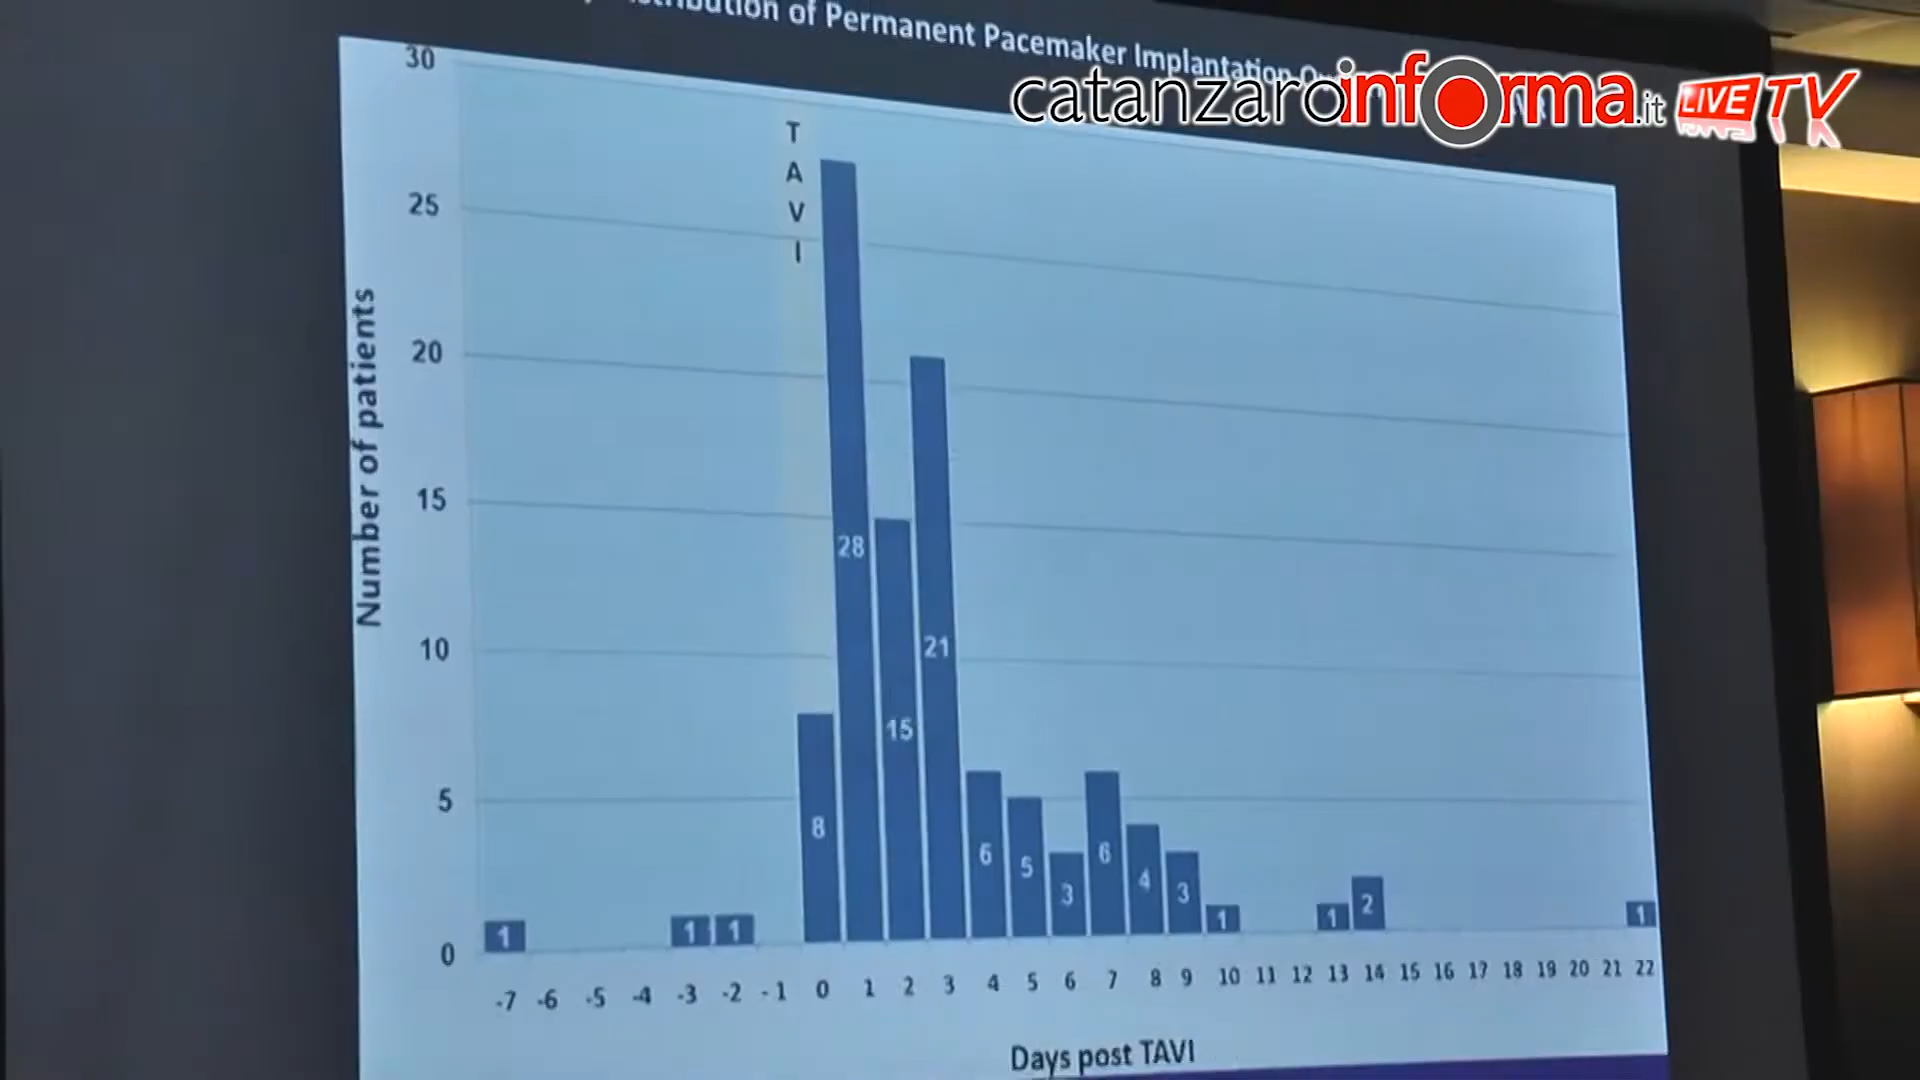 of Permanent Pacemaker Implantation
catanzaroinforma.it LIVE TV
30
25
20
15
10
5
0
Number of patients
T
A
V
I
1
1
1
8
28
15
21
6
5
3
6
4
3
1
1
2
1
-7 -6 -5 -4 -3 -2 -1 0 1 2 3 4 5 6 7 8 9 10 11 12 13 14 15 16 17 18 19 20 21 22
Days post TAVI